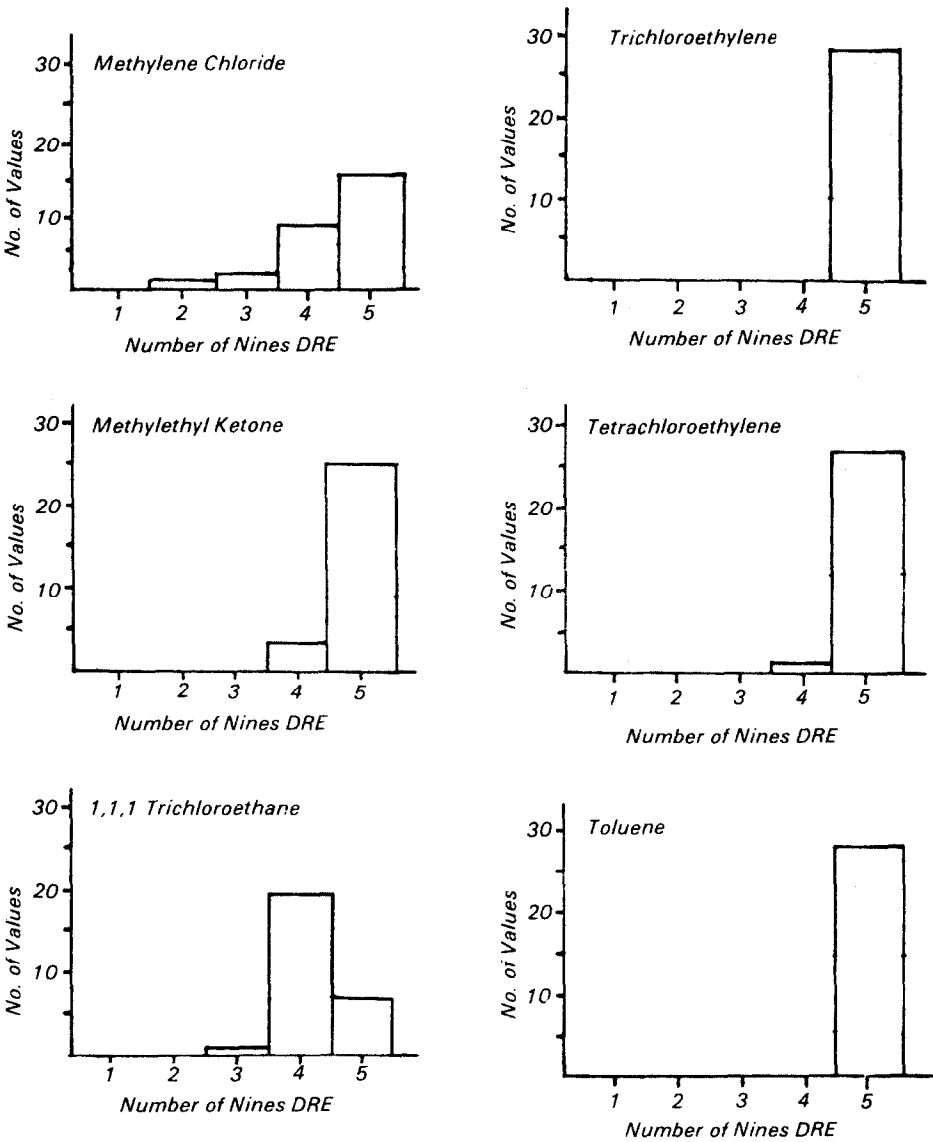 Methylene Chloride
30
20
10
No. of Values
1 2 3 4 5
Number of Nines DRE
Trichloroethylene
30
20
10
No. of Values
1 2 3 4 5
Number of Nines DRE
Methylethyl Ketone
30
20
10
No. of Values
1 2 3 4 5
Number of Nines DRE
Tetrachloroethylene
30
20
10
No. of Values
1 2 3 4 5
Number of Nines DRE
1,1,1 Trichloroethane
30
20
10
No. of Values
1 2 3 4 5
Number of Nines DRE
Toluene
30
20
10
No. of Values
1 2 3 4 5
Number of Nines DRE